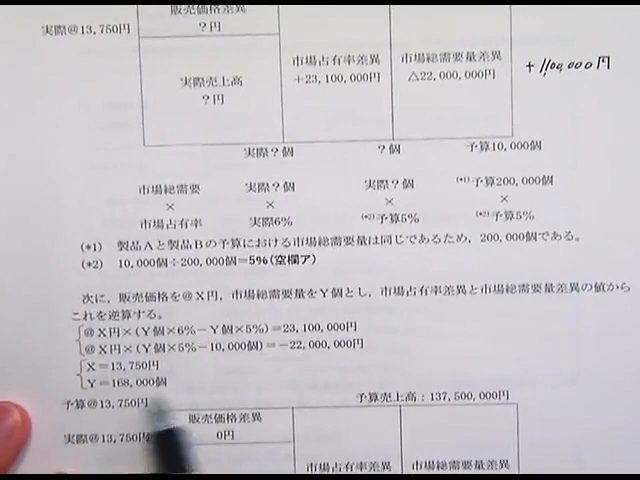 販売価格差異
実際@13,750円
?円
市場占有率差異
市場総需要量差異
+23,100,000円
△22,000,000円
+1,100,000円
実際売上高
?円
実際?個
?個
予算10,000個
市場総需要
実際?個
実際?個
(*1)予算200,000個
×
×
×
×
市場占有率
実際6%
(*2)予算5%
(*2)予算5%
(*1) 製品Aと製品Bの予算における市場総需要量は同じであるため,200,000個である。
(*2) 10,000個÷200,000個=5%(空欄ア)
次に,販売価格を@X円,市場総需要量をY個とし,市場占有率差異と市場総需要量差異の値から
これを逆算する。
@X円×(Y個×6%−Y個×5%)=23,100,000円
@X円×(Y個×5%−10,000個)=−22,000,000円
X=13,750円
Y=168,000個
予算@13,750円
予算売上高:137,500,000円
販売価格差異
0円
実際@13,750円
市場占有率差異
市場総需要量差異